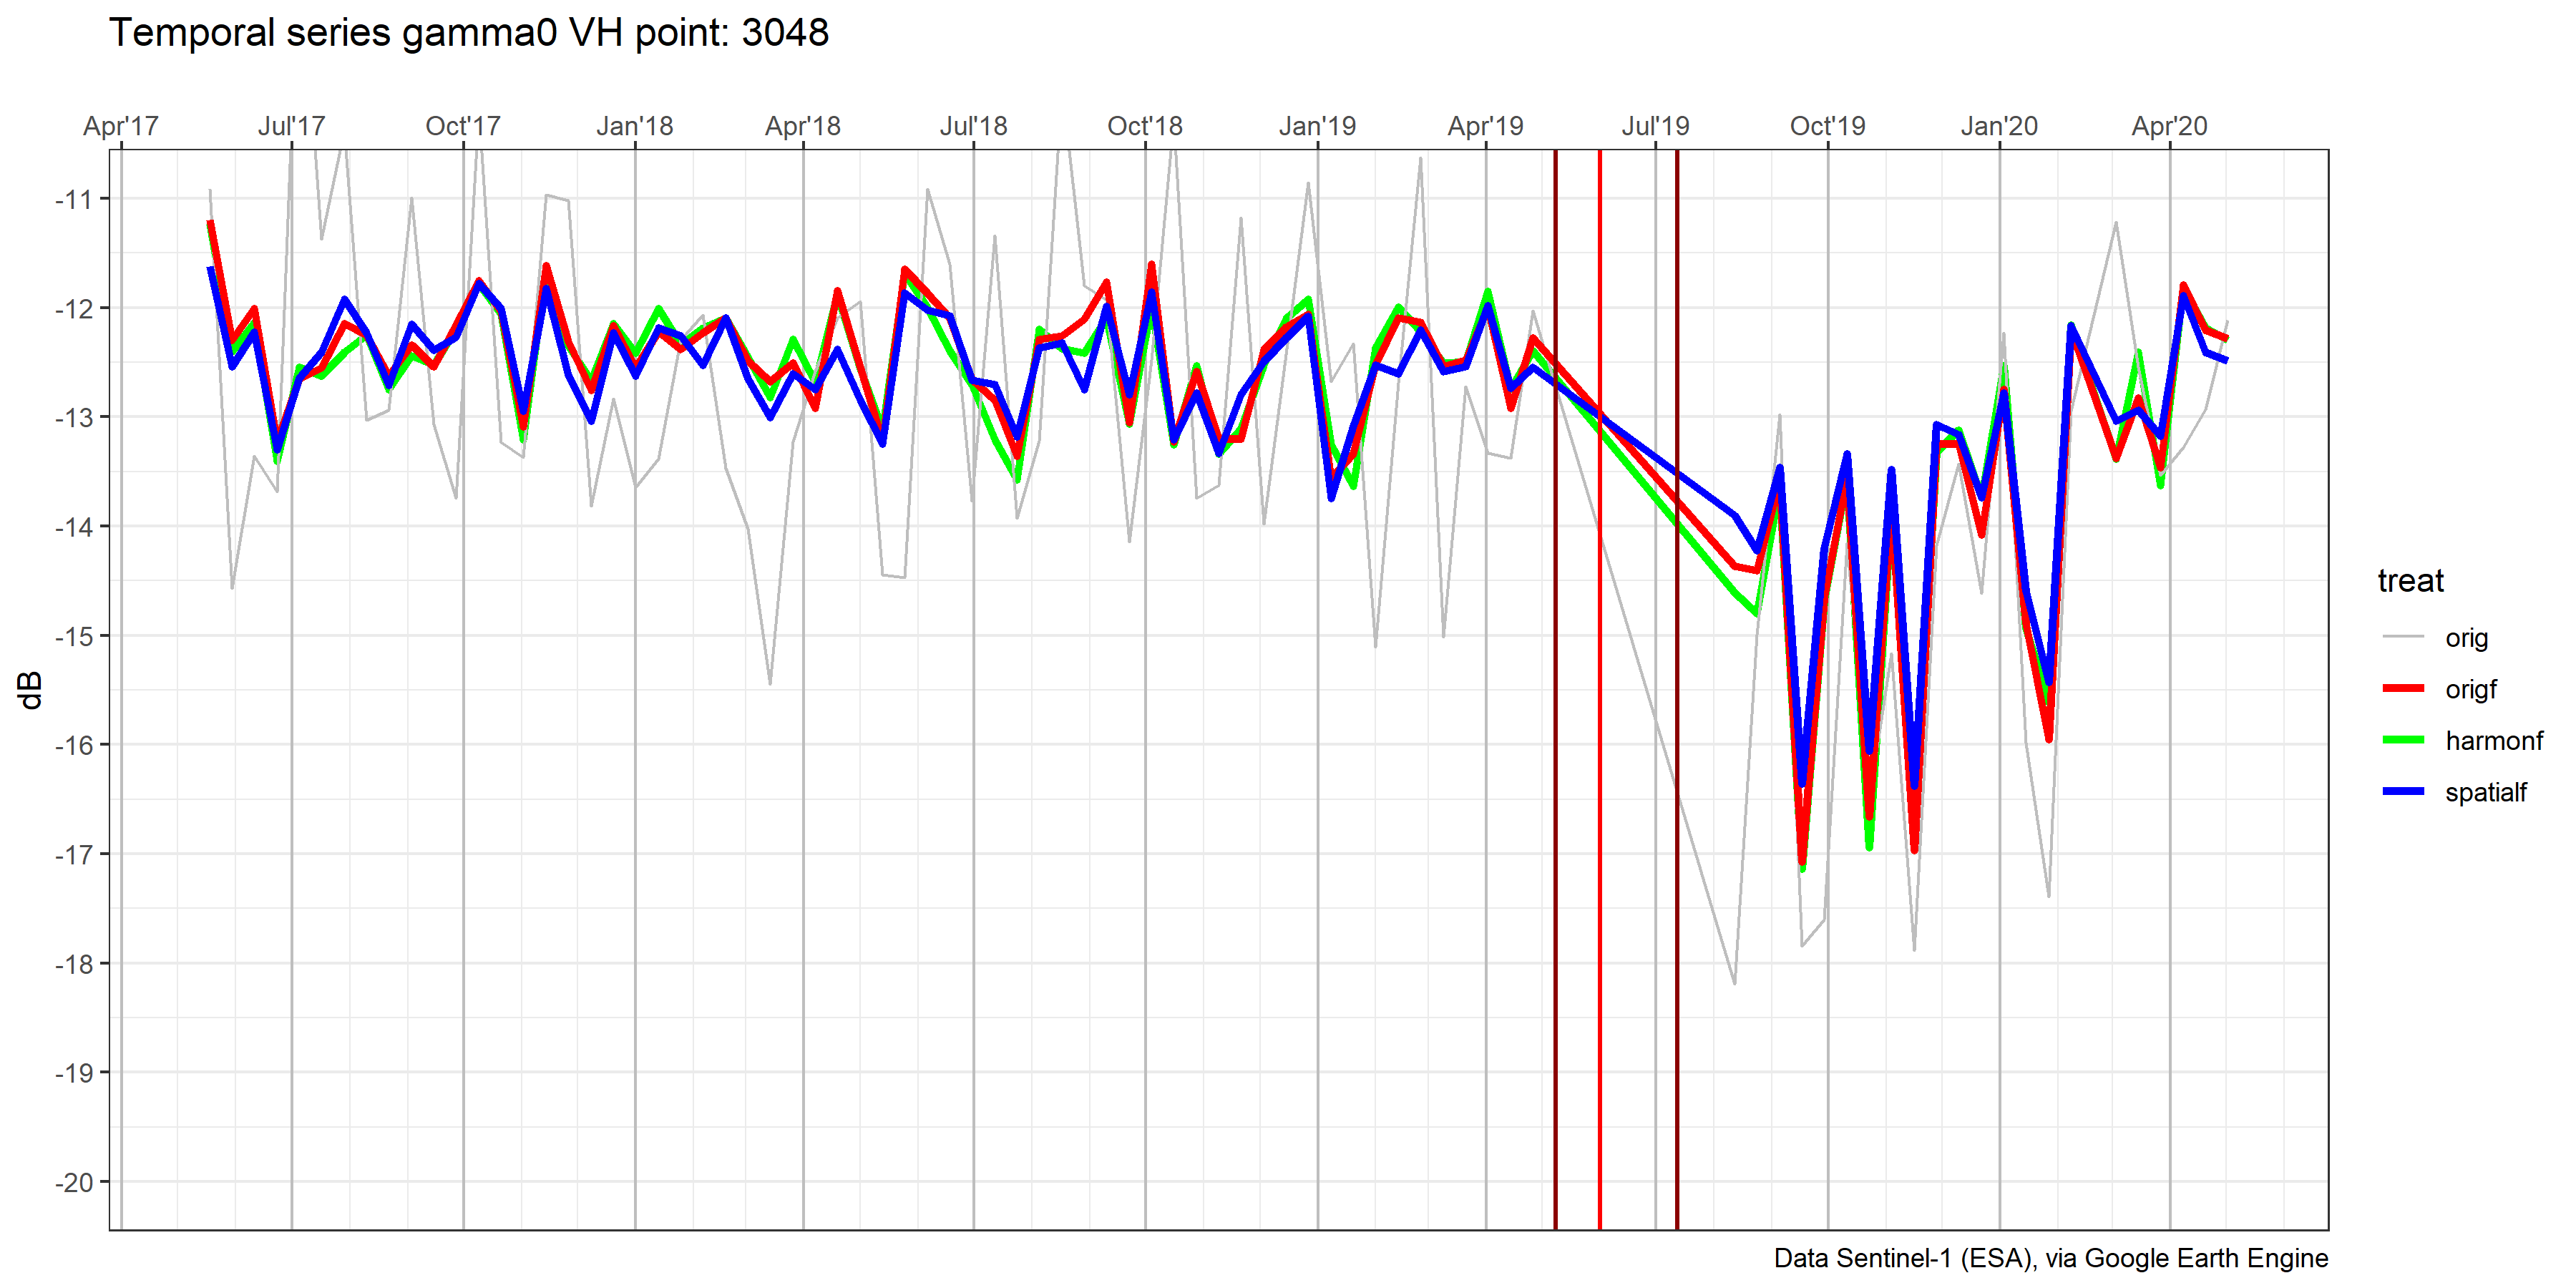 Temporal series gamma0 VH point: 3048
Apr'17 Jul'17 Oct'17 Jan'18 Apr'18 Jul'18 Oct'18 Jan'19 Apr'19 Jul'19 Oct'19 Jan'20 Apr'20
-11
-12
-13
-14
-15
-16
-17
-18
-19
-20
dB
treat
orig
origf
harmonf
spatialf
Data Sentinel-1 (ESA), via Google Earth Engine